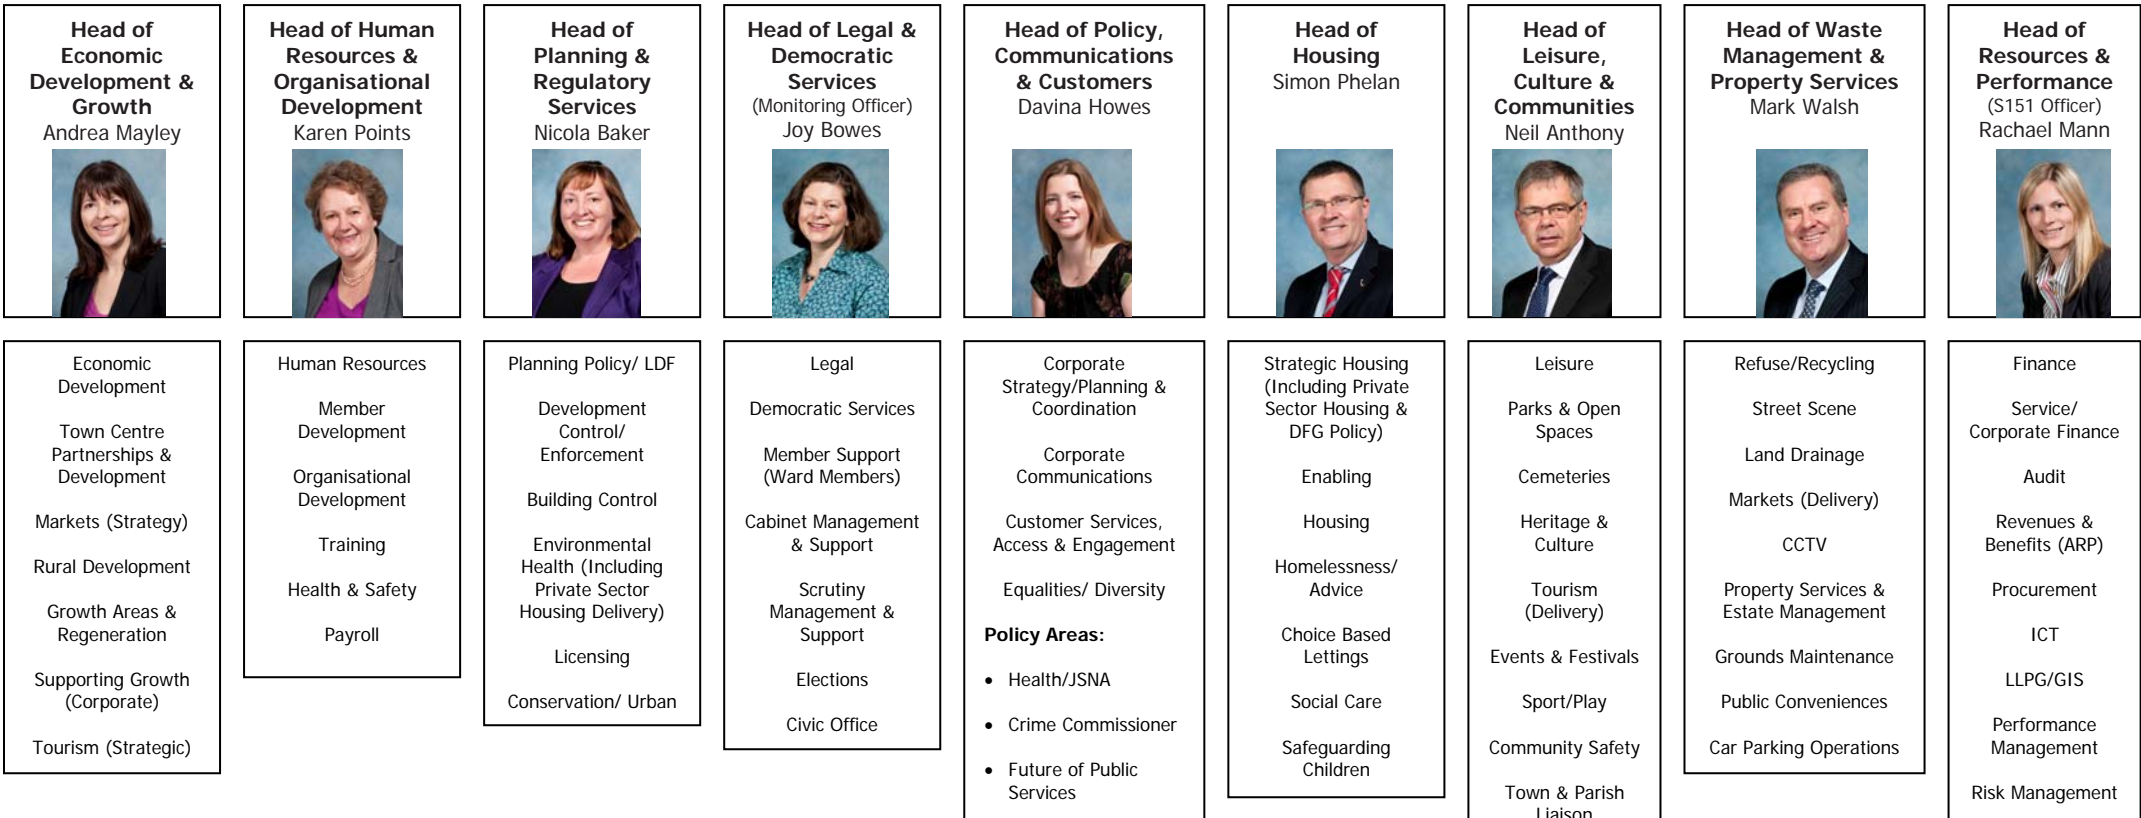 Head of
Economic
Development &
Growth
Andrea Mayley
Head of Human
Resources &
Organisational
Development
Karen Points
Head of
Planning &
Regulatory
Services
Nicola Baker
Head of Legal &
Democratic
Services
(Monitoring Officer)
Joy Bowes
Head of Policy,
Communications
& Customers
Davina Howes
Head of
Housing
Simon Phelan
Head of
Leisure,
Culture &
Communities
Neil Anthony
Head of Waste
Management &
Property Services
Mark Walsh
Head of
Resources &
Performance
(S151 Officer)
Rachael Mann
Economic
Development
Town Centre
Partnerships &
Development
Markets (Strategy)
Rural Development
Growth Areas &
Regeneration
Supporting Growth
(Corporate)
Tourism (Strategic)
Human Resources
Member
Development
Organisational
Development
Training
Health & Safety
Payroll
Planning Policy/ LDF
Development
Control/
Enforcement
Building Control
Environmental
Health (Including
Private Sector
Housing Delivery)
Licensing
Conservation/ Urban
Legal
Democratic Services
Member Support
(Ward Members)
Cabinet Management
& Support
Scrutiny
Management &
Support
Elections
Civic Office
Corporate
Strategy/Planning &
Coordination
Corporate
Communications
Customer Services,
Access & Engagement
Equalities/ Diversity
Policy Areas:
• Health/JSNA
• Crime Commissioner
• Future of Public
Services
Strategic Housing
(Including Private
Sector Housing &
DFG Policy)
Enabling
Housing
Homelessness/
Advice
Choice Based
Lettings
Social Care
Safeguarding
Children
Leisure
Parks & Open
Spaces
Cemeteries
Heritage &
Culture
Tourism
(Delivery)
Events & Festivals
Sport/Play
Community Safety
Town & Parish
Liaison
Refuse/Recycling
Street Scene
Land Drainage
Markets (Delivery)
CCTV
Property Services &
Estate Management
Grounds Maintenance
Public Conveniences
Car Parking Operations
Finance
Service/
Corporate Finance
Audit
Revenues &
Benefits (ARP)
Procurement
ICT
LLPG/GIS
Performance
Management
Risk Management